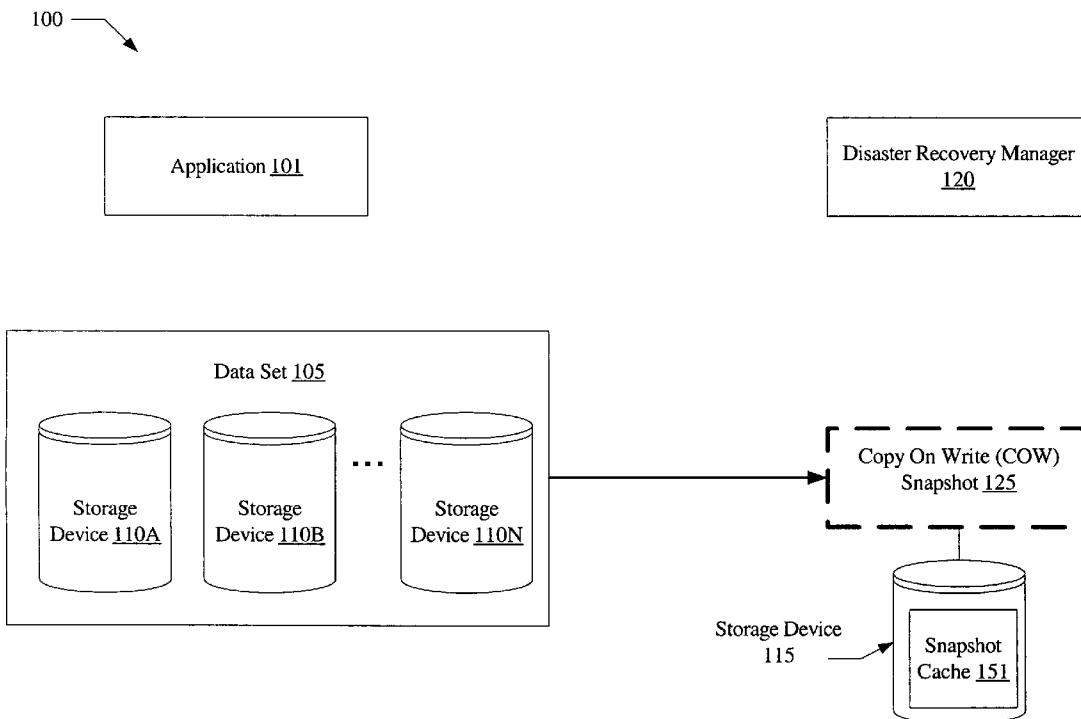 100
Application 101
Disaster Recovery Manager
120
Data Set 105
Storage
Device 110A
Storage
Device 110B
...
Storage
Device 110N
Copy On Write (COW)
Snapshot 125
Storage Device
115
Snapshot
Cache 151